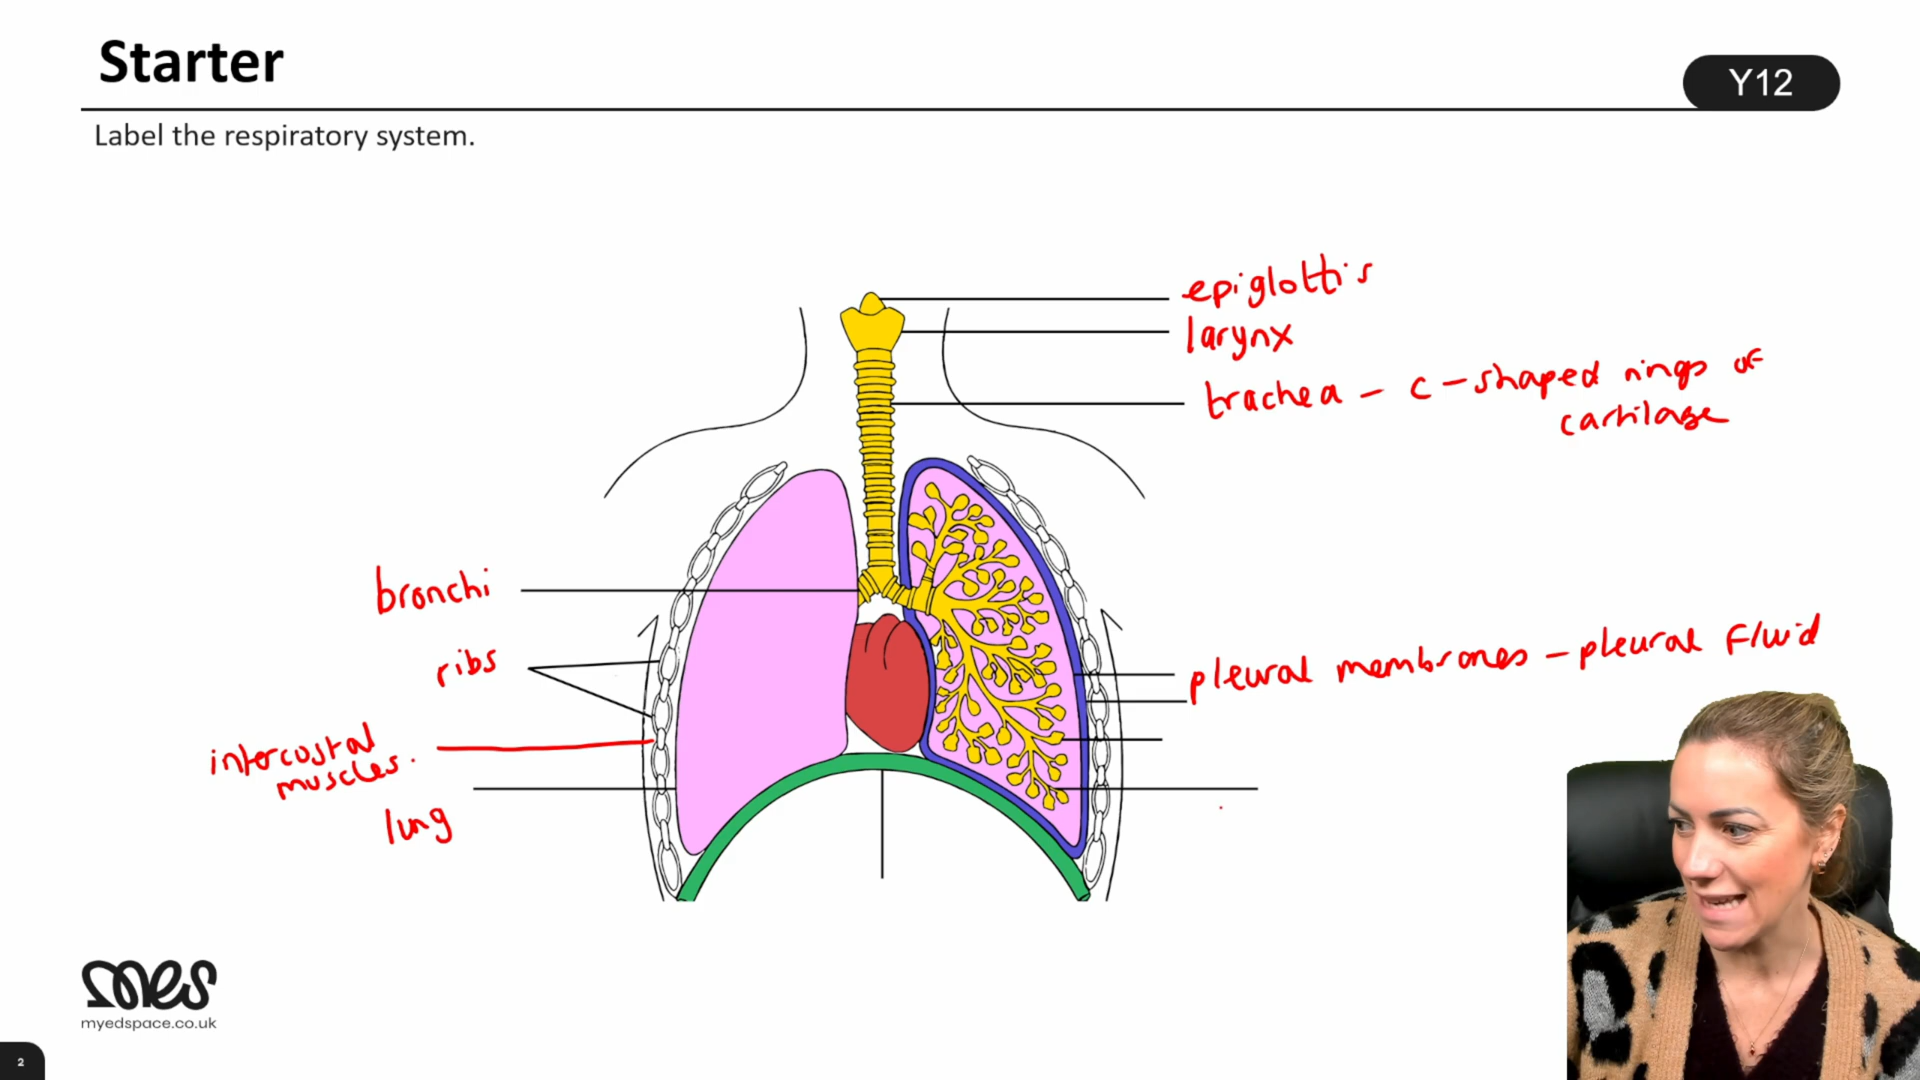 Starter
Y12
Label the respiratory system.
epiglottis
larynx
trachea - c-shaped rings of
cartilage
bronchi
ribs
pleural membranes - pleural fluid
intercostal
muscles.
lung
mes
myedspace.co.uk
2